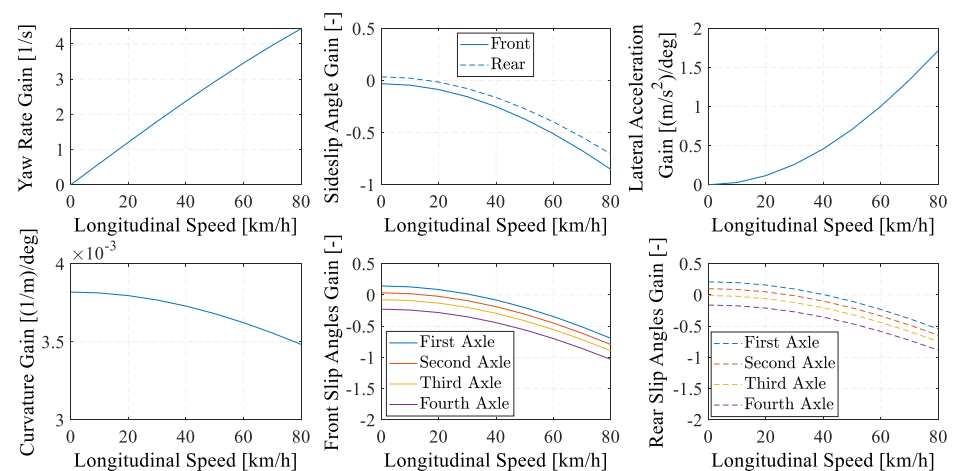 Yaw Rate Gain [1/s]
4
3
2
1
0
0 20 40 60 80
Longitudinal Speed [km/h]
Sideslip Angle Gain [-]
0.5
0
-0.5
-1
Front
Rear
0 20 40 60 80
Longitudinal Speed [km/h]
Lateral Acceleration
Gain [(m/s²)/deg]
2
1.5
1
0.5
0
0 20 40 60 80
Longitudinal Speed [km/h]
Curvature Gain [(1/m)/deg]
×10⁻³
4
3.5
3
0 20 40 60 80
Longitudinal Speed [km/h]
Front Slip Angles Gain [-]
0.5
0
-0.5
-1
-1.5
-2
First Axle
Second Axle
Third Axle
Fourth Axle
0 20 40 60 80
Longitudinal Speed [km/h]
Rear Slip Angles Gain [-]
0.5
0
-0.5
-1
-1.5
-2
First Axle
Second Axle
Third Axle
Fourth Axle
0 20 40 60 80
Longitudinal Speed [km/h]